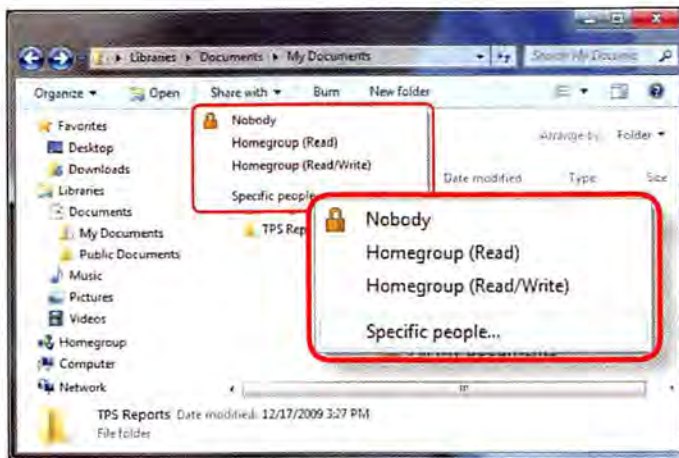 Libraries ▸ Documents ▸ My Documents
Organize ▾ Open Share with ▾ Burn New folder
Nobody
Homegroup (Read)
Homegroup (Read/Write)
Specific people
Arrange by: Folder ▾
Date modified Type Size
Favorites
Desktop
Downloads
Libraries
Documents
My Documents
Public Documents
Music
Pictures
Videos
Homegroup
Computer
Network
TPS Rep
Nobody
Homegroup (Read)
Homegroup (Read/Write)
Specific people...
TPS Reports Date modified: 12/17/2009 3:27 PM
File folder